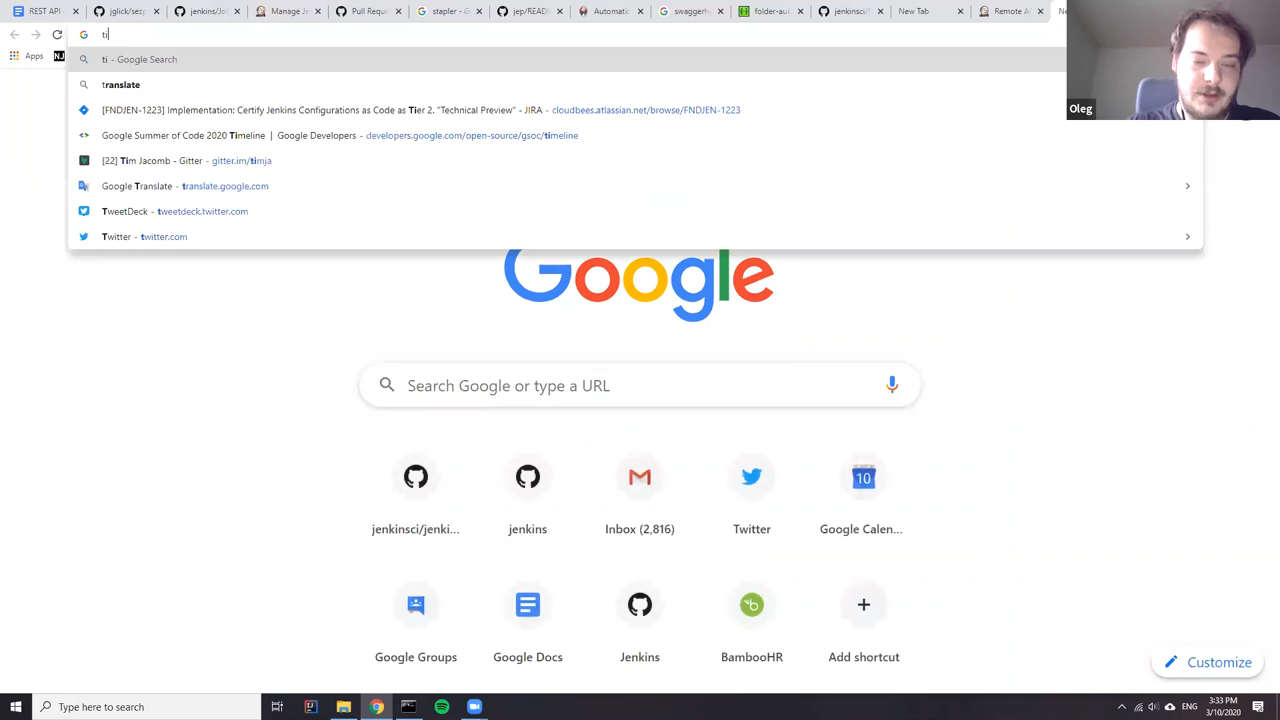 REST API
jglick/sezp
jenkins/Jo
Manage Je
Pull Reque
stapler - G
jep/READ
Automatic
swaggerh
folder-aut
jenkinsci/
New Tab
Remote A
Ne
ti
Apps
NJ
ti - Google Search
translate
[FNDJEN-1223] Implementation: Certify Jenkins Configurations as Code as Tier 2. "Technical Preview" - JIRA - cloudbees.atlassian.net/browse/FNDJEN-1223
Google Summer of Code 2020 Timeline | Google Developers - developers.google.com/open-source/gsoc/timeline
[22] Tim Jacomb - Gitter - gitter.im/timja
Google Translate - translate.google.com
TweetDeck - tweetdeck.twitter.com
Twitter - twitter.com
Oleg
Google
Search Google or type a URL
10
jenkinsci/jenki...
jenkins
Inbox (2,816)
Twitter
Google Calen...
Google Groups
Google Docs
Jenkins
BambooHR
Add shortcut
Customize
Type here to search
ENG
3:33 PM
3/10/2020